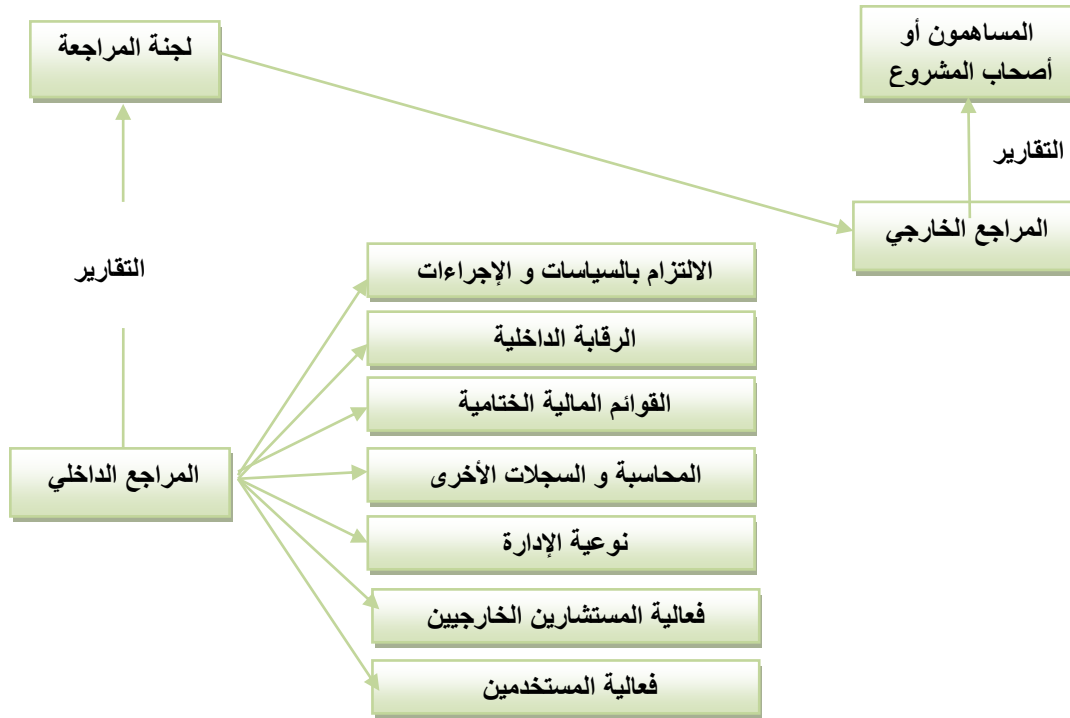 المساهمون أو
أصحاب المشروع
لجنة المراجعة
التقارير
المراجع الخارجي
الالتزام بالسياسات و الإجراءات
التقارير
الرقابة الداخلية
القوائم المالية الختامية
المحاسبة و السجلات الأخرى
المراجع الداخلي
نوعية الإدارة
فعالية المستشارين الخارجيين
فعالية المستخدمين